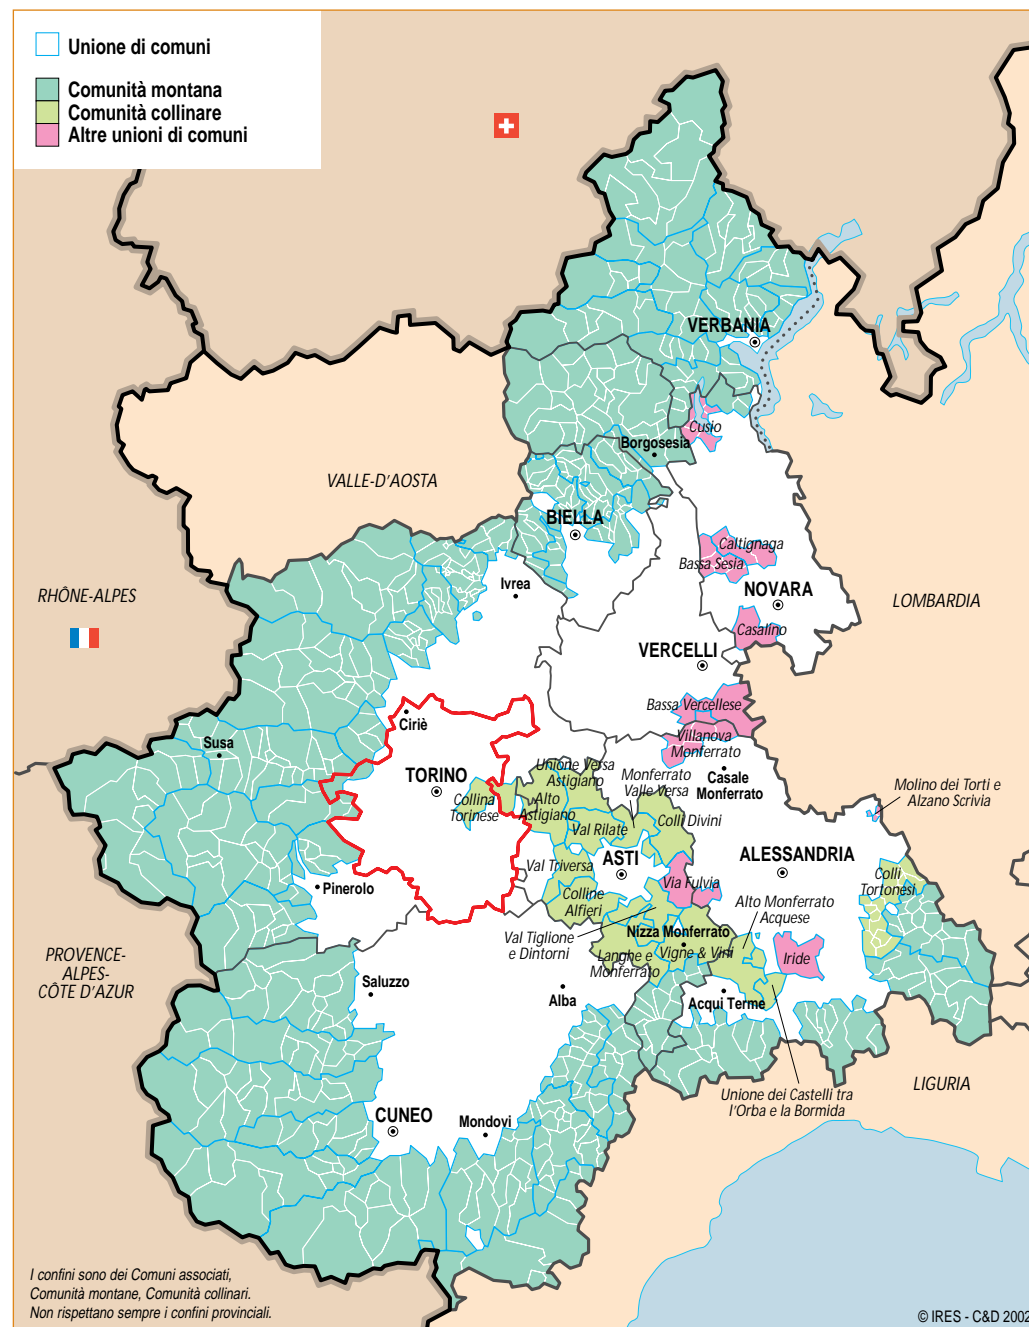 Unione di comuni
Comunità montana
Comunità collinare
Altre unioni di comuni
VERBANIA
Cusio
Borgosesia
VALLE-D'AOSTA
BIELLA
Caltignaga
Bassa Sesia
Ivrea
NOVARA
RHÔNE-ALPES
LOMBARDIA
Casalino
VERCELLI
Bassa Vercellese
Ciriè
Villanova
Monferrato
Susa
TORINO
Unione Versa
Astigiano
Monferrato
Valle Versa
Casale
Monferrato
Molino dei Torti e
Alzano Scrivia
Collina
Torinese
Alto
Astigiano
Val Rilate
Colli Divini
ASTI
ALESSANDRIA
Val Triversa
Colli
Tortonesi
Pinerolo
Via Fulvia
Colline
Alfieri
Alto Monferrato
Acquese
Val Tiglione
e Dintorni
Nizza Monferrato
Vigne & Vini
Langhe e
Monferrato
Iride
PROVENCE-
ALPES-
CÔTE D'AZUR
Saluzzo
Alba
Acqui Terme
LIGURIA
Unione dei Castelli tra
l'Orba e la Bormida
CUNEO
Mondovi
I confini sono dei Comuni associati,
Comunità montane, Comunità collinari.
Non rispettano sempre i confini provinciali.
© IRES - C&D 2002